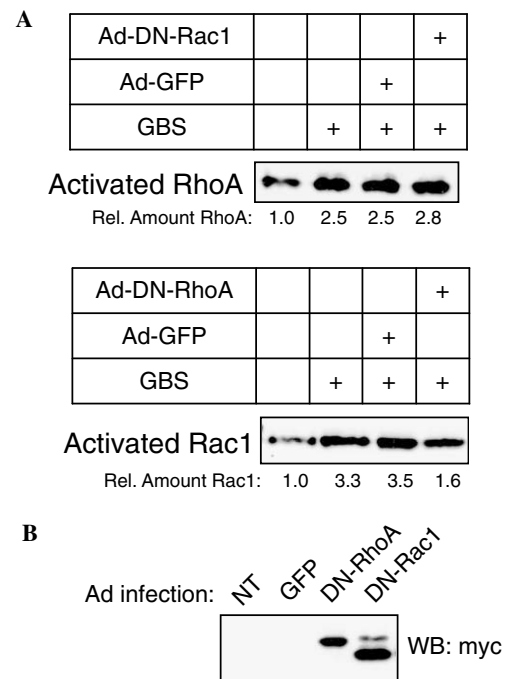 A
Ad-DN-Rac1 +
Ad-GFP +
GBS + + +
Activated RhoA
Rel. Amount RhoA: 1.0 2.5 2.5 2.8
Ad-DN-RhoA +
Ad-GFP +
GBS + + +
Activated Rac1
Rel. Amount Rac1: 1.0 3.3 3.5 1.6
B
Ad infection: NT GFP DN-RhoA DN-Rac1
WB: myc